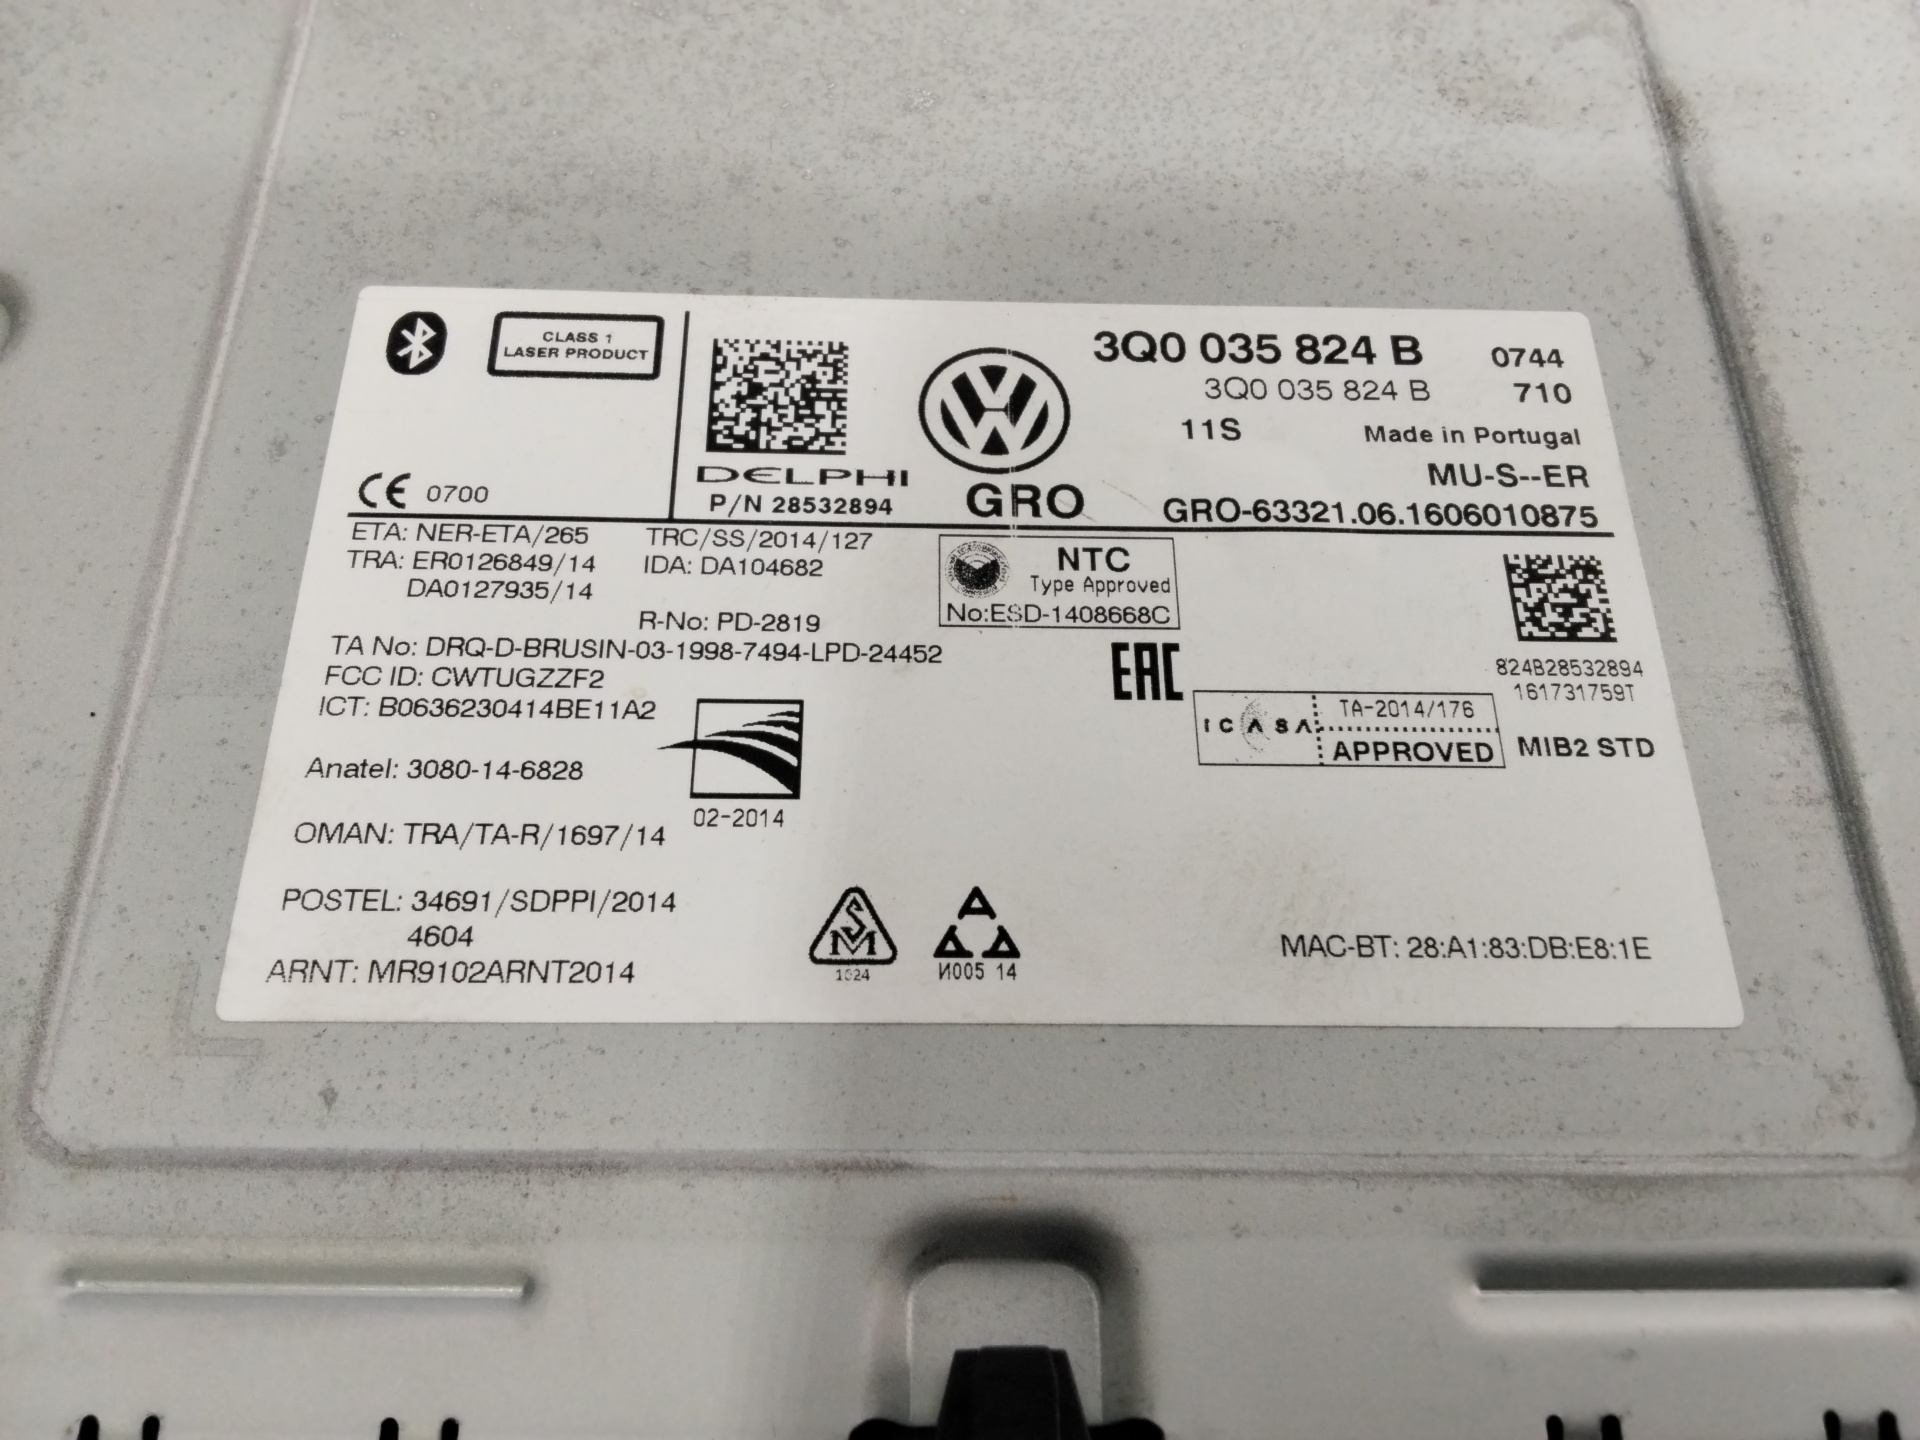 CLASS 1
LASER PRODUCT
CE 0700
DELPHI
P/N 28532894
GRO
3Q0 035 824 B 0744
3Q0 035 824 B 710
11S Made in Portugal
MU-S--ER
GRO-63321.06.1606010875
ETA: NER-ETA/265 TRC/SS/2014/127
TRA: ER0126849/14 IDA: DA104682
DA0127935/14
R-No: PD-2819
TA No: DRQ-D-BRUSIN-03-1998-7494-LPD-24452
FCC ID: CWTUGZZF2
ICT: B0636230414BE11A2
NTC
Type Approved
No:ESD-1408668C
EAC
824B28532894
161731759T
ICASA TA-2014/176
APPROVED
MIB2 STD
Anatel: 3080-14-6828
02-2014
OMAN: TRA/TA-R/1697/14
POSTEL: 34691/SDPPI/2014
4604
ARNT: MR9102ARNT2014
SM
1024
И005 14
MAC-BT: 28:A1:83:DB:E8:1E